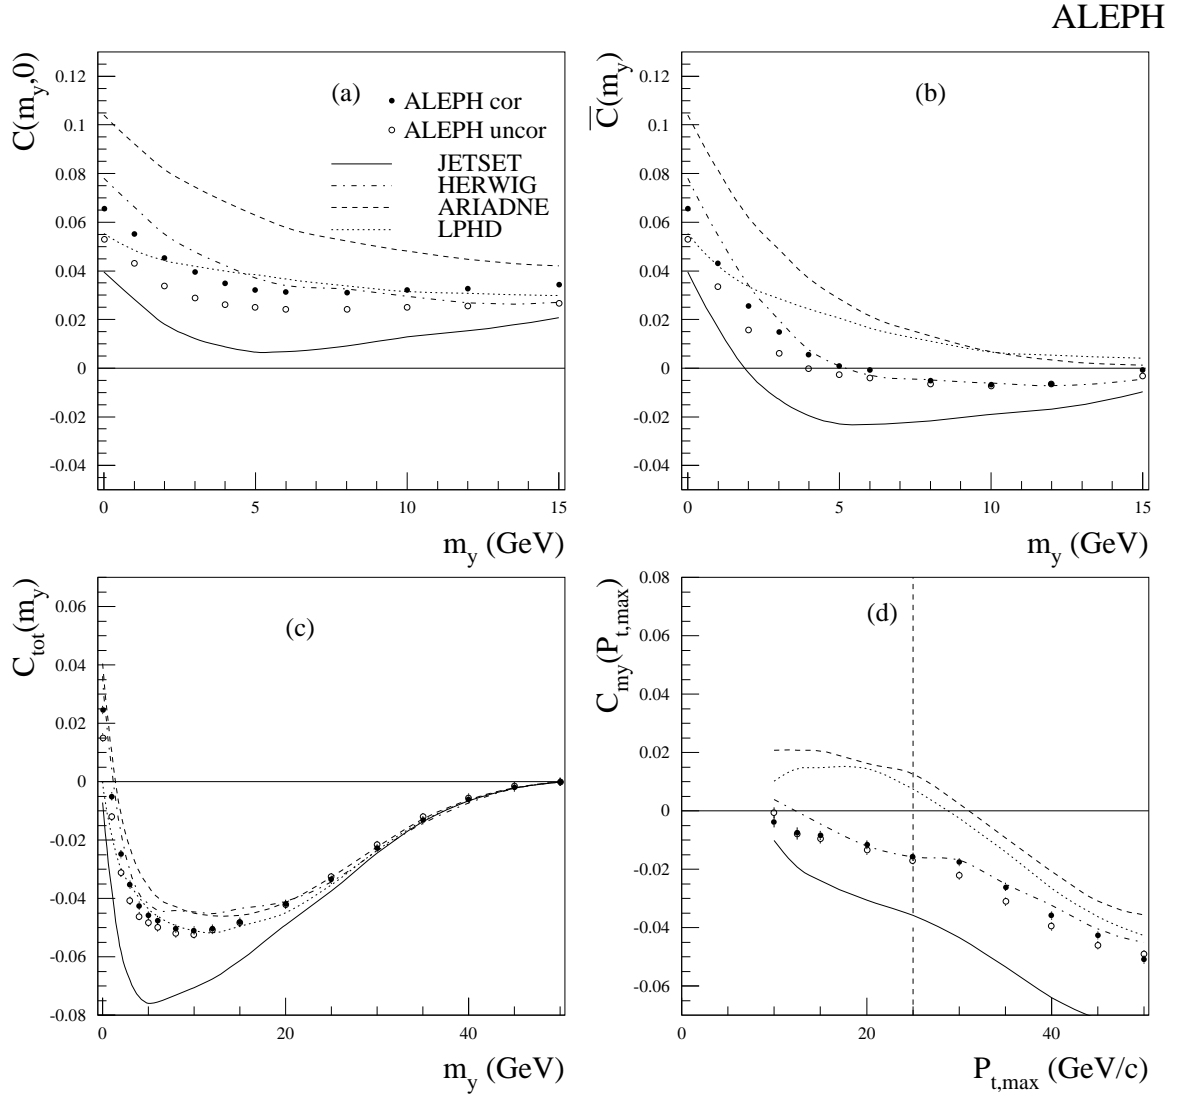 ALEPH
C(m_y,0)
0.12
0.1
0.08
0.06
0.04
0.02
0
-0.02
-0.04
(a)
ALEPH cor
ALEPH uncor
JETSET
HERWIG
ARIADNE
LPHD
0 5 10 15
m_y (GeV)
C̅(m_y)
0.12
0.1
0.08
0.06
0.04
0.02
0
-0.02
-0.04
(b)
0 5 10 15
m_y (GeV)
C_tot(m_y)
0.06
0.04
0.02
0
-0.02
-0.04
-0.06
-0.08
(c)
0 20 40
m_y (GeV)
C_my(P_t,max)
0.08
0.06
0.04
0.02
0
-0.02
-0.04
-0.06
(d)
0 20 40
P_t,max (GeV/c)